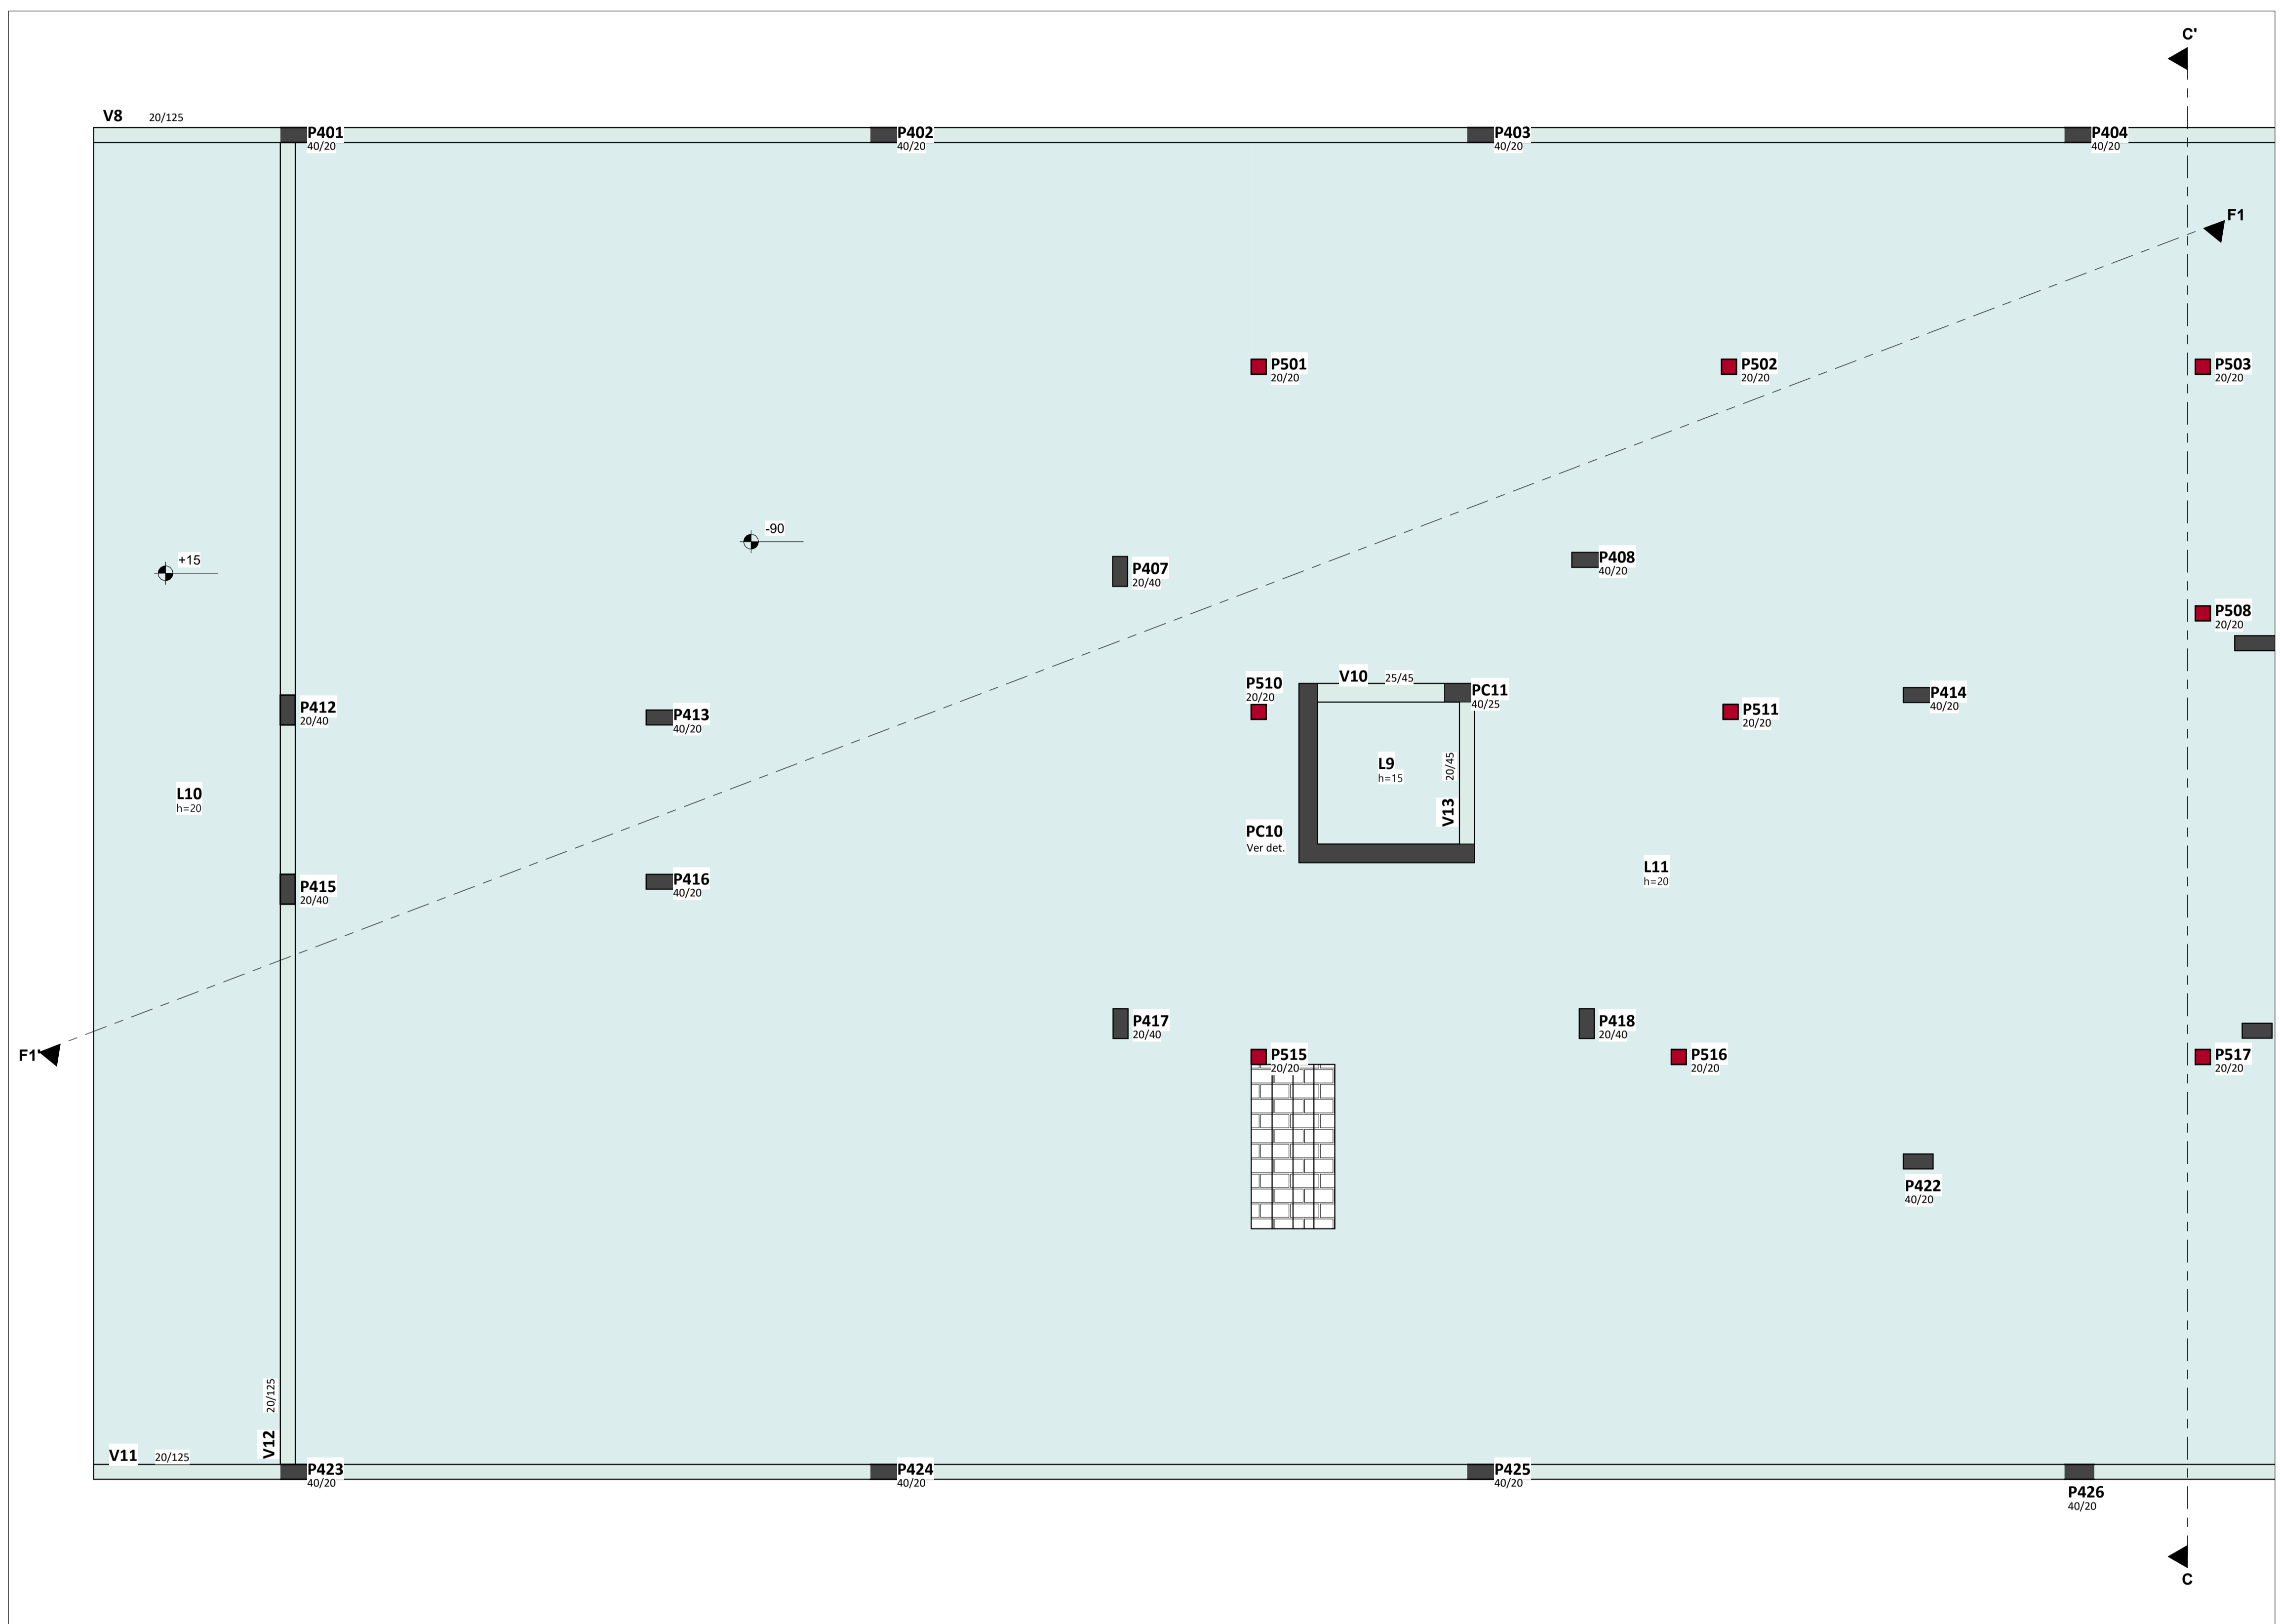 C'
V8 20/125
P401
40/20
P402
40/20
P403
40/20
P404
40/20
F1
P501
20/20
P502
20/20
P503
20/20
-90
+15
P407
20/40
P408
40/20
P508
20/20
P412
20/40
P413
40/20
P510
20/20
V10 25/45
PC11
40/25
P511
20/20
P414
40/20
L9
h=15
V13 20/45
L10
h=20
PC10
Ver det.
L11
h=20
P415
20/40
P416
40/20
F1'
P417
20/40
P418
20/40
P515
20/20
P516
20/20
P517
20/20
P422
40/20
V12 20/125
V11 20/125
P423
40/20
P424
40/20
P425
40/20
P426
40/20
C